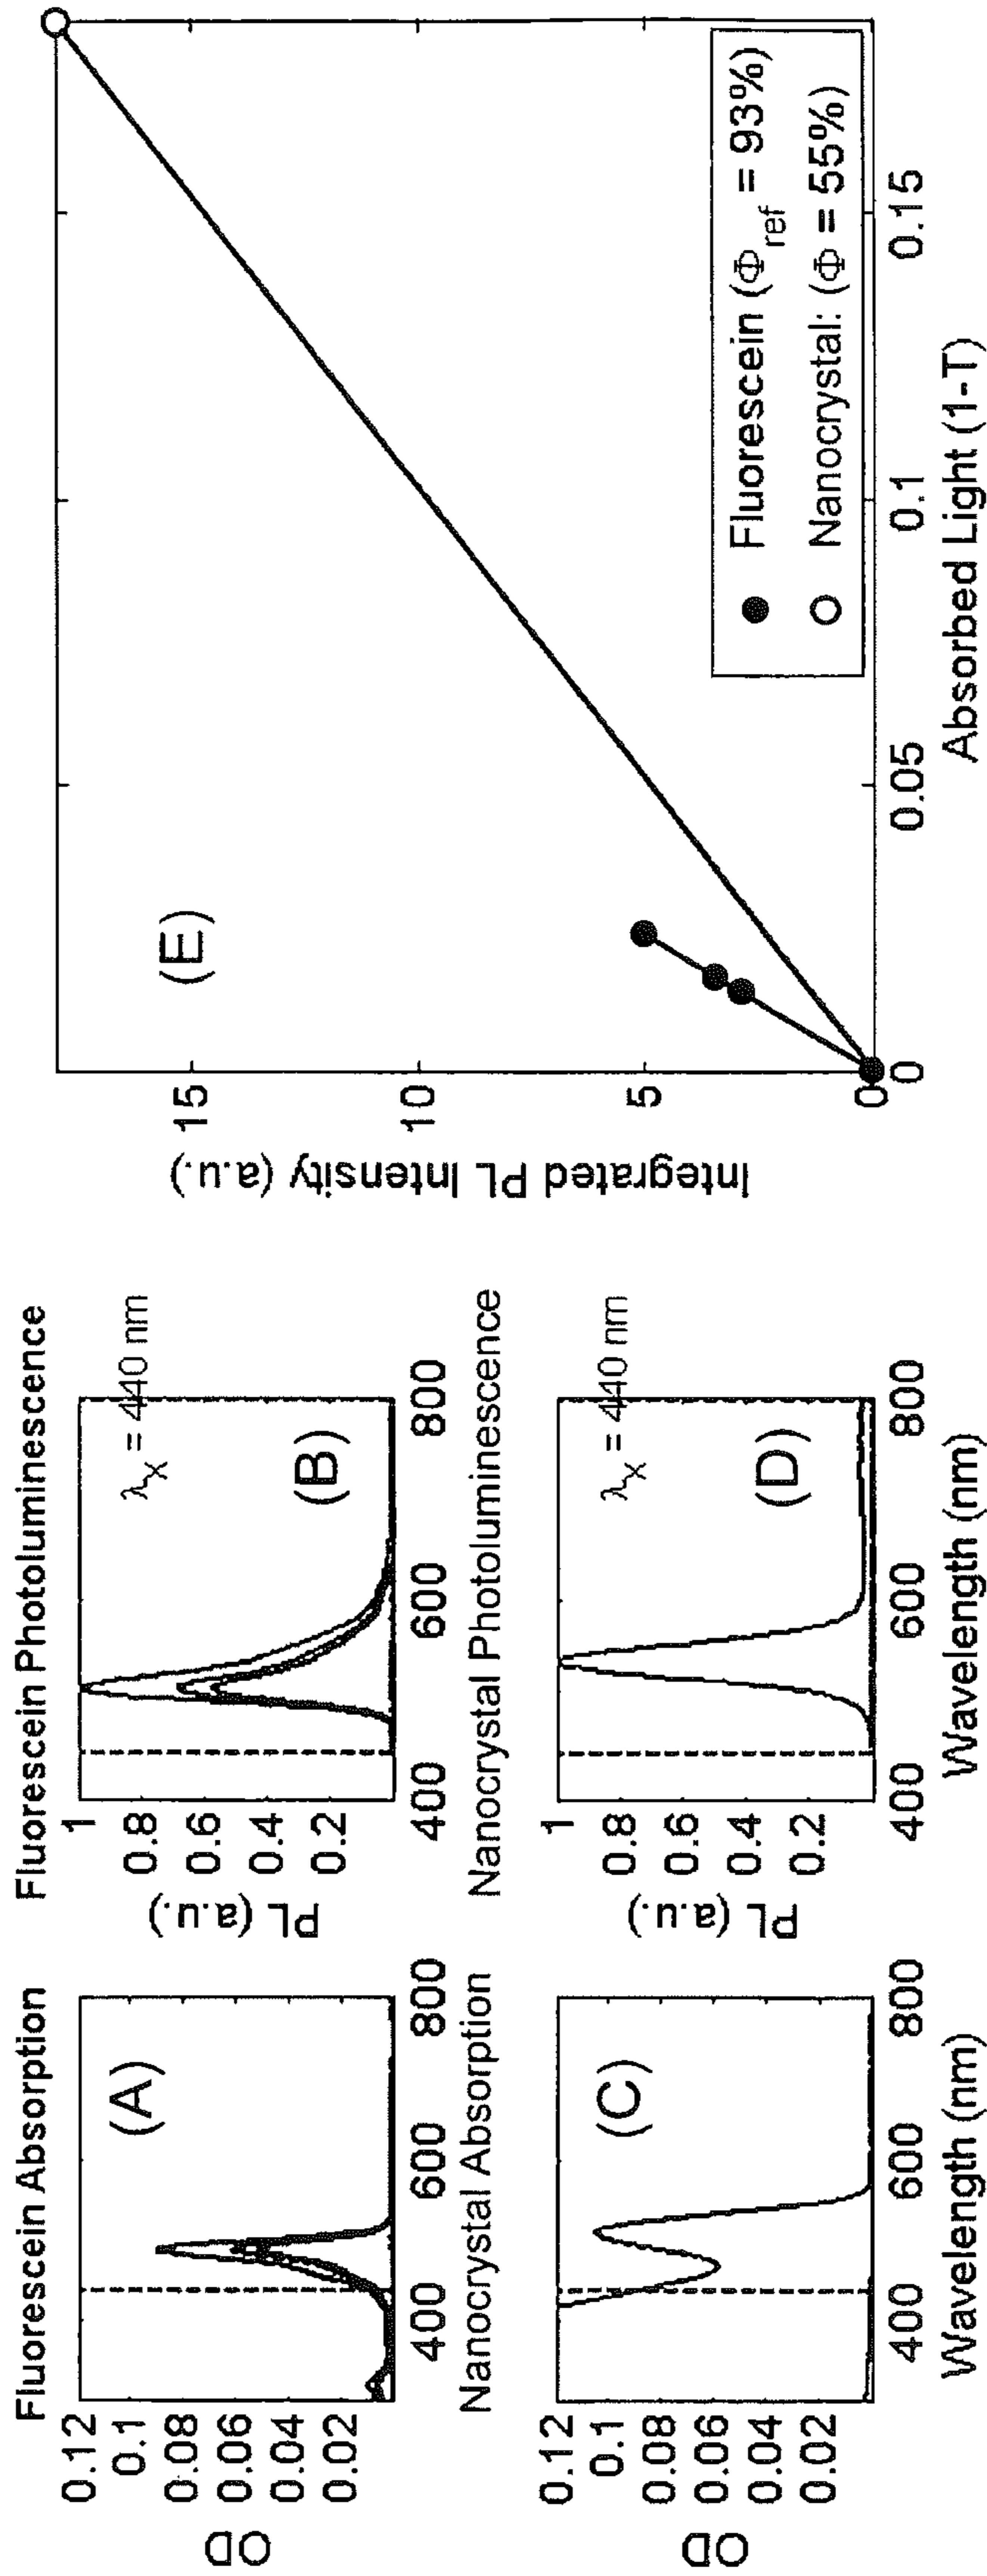 Fluorescein Absorption
OD
0.12
0.1
0.08
0.06
0.04
0.02
(A)
400
600
800
Fluorescein Photoluminescence
PL (a.u.)
1
0.8
0.6
0.4
0.2
λX = 440 nm
(B)
400
600
800
Nanocrystal Absorption
OD
0.12
0.1
0.08
0.06
0.04
0.02
(C)
400
600
800
Wavelength (nm)
Nanocrystal Photoluminescence
PL (a.u.)
1
0.8
0.6
0.4
0.2
λX = 440 nm
(D)
400
600
800
Wavelength (nm)
(E)
Integrated PL Intensity (a.u.)
15
10
5
0
0
0.05
0.1
0.15
Absorbed Light (1-T)
Fluorescein (Φref = 93%)
Nanocrystal: (Φ = 55%)